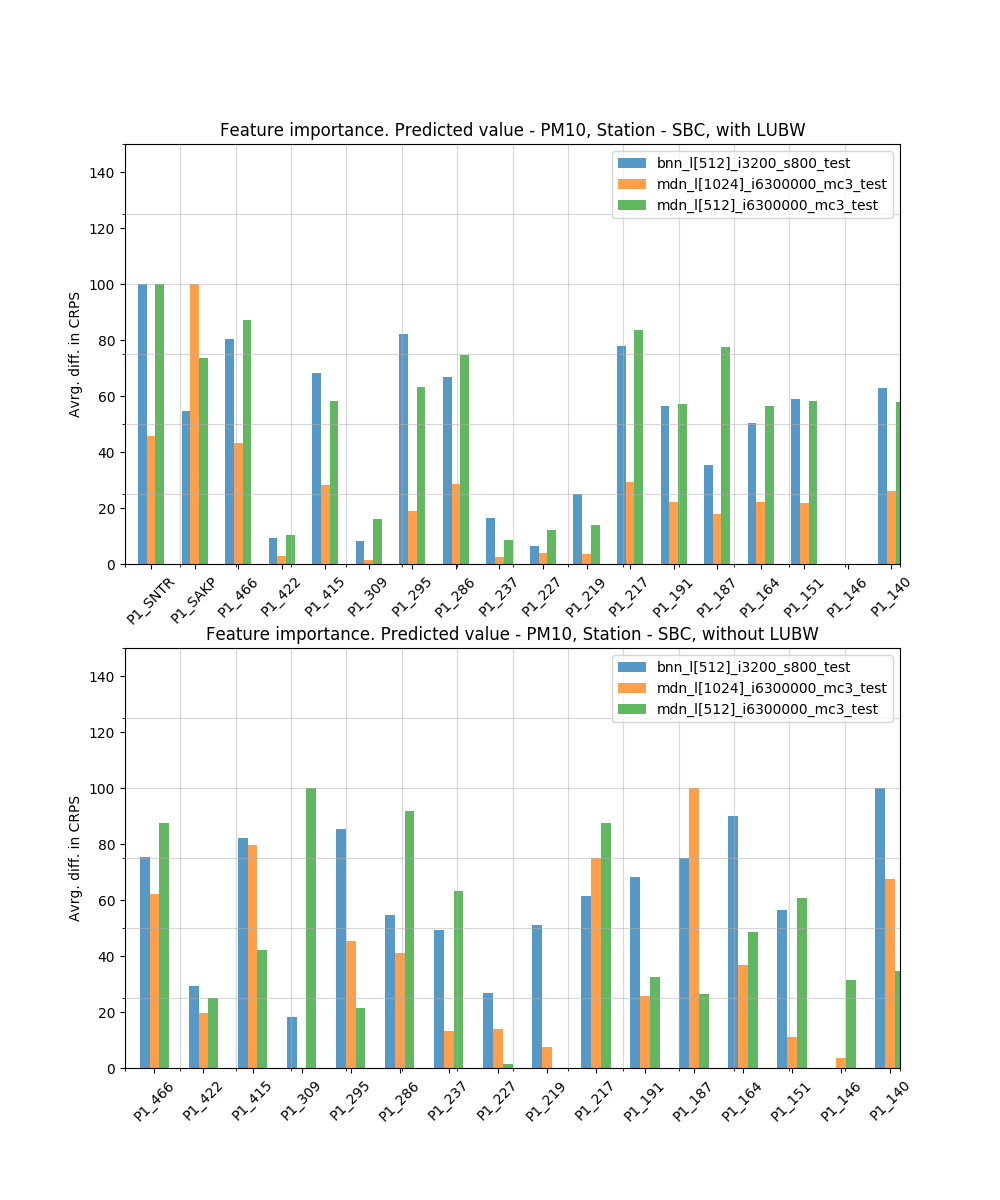 Feature importance. Predicted value - PM10, Station - SBC, with LUBW
bnn_l[512]_i3200_s800_test
mdn_l[1024]_i6300000_mc3_test
mdn_l[512]_i6300000_mc3_test
140
120
100
80
60
40
20
0
Avrg. diff. in CRPS
P1_SNTR P1_SAKP P1_466 P1_422 P1_415 P1_309 P1_295 P1_286 P1_237 P1_227 P1_219 P1_217 P1_191 P1_187 P1_164 P1_151 P1_146 P1_140
Feature importance. Predicted value - PM10, Station - SBC, without LUBW
bnn_l[512]_i3200_s800_test
mdn_l[1024]_i6300000_mc3_test
mdn_l[512]_i6300000_mc3_test
140
120
100
80
60
40
20
0
Avrg. diff. in CRPS
P1_466 P1_422 P1_415 P1_309 P1_295 P1_286 P1_237 P1_227 P1_219 P1_217 P1_191 P1_187 P1_164 P1_151 P1_146 P1_140